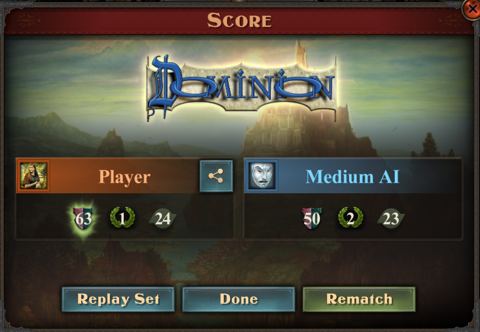 SCORE
DOMINION
Player
Medium AI
63 1 24
50 2 23
Replay Set
Done
Rematch